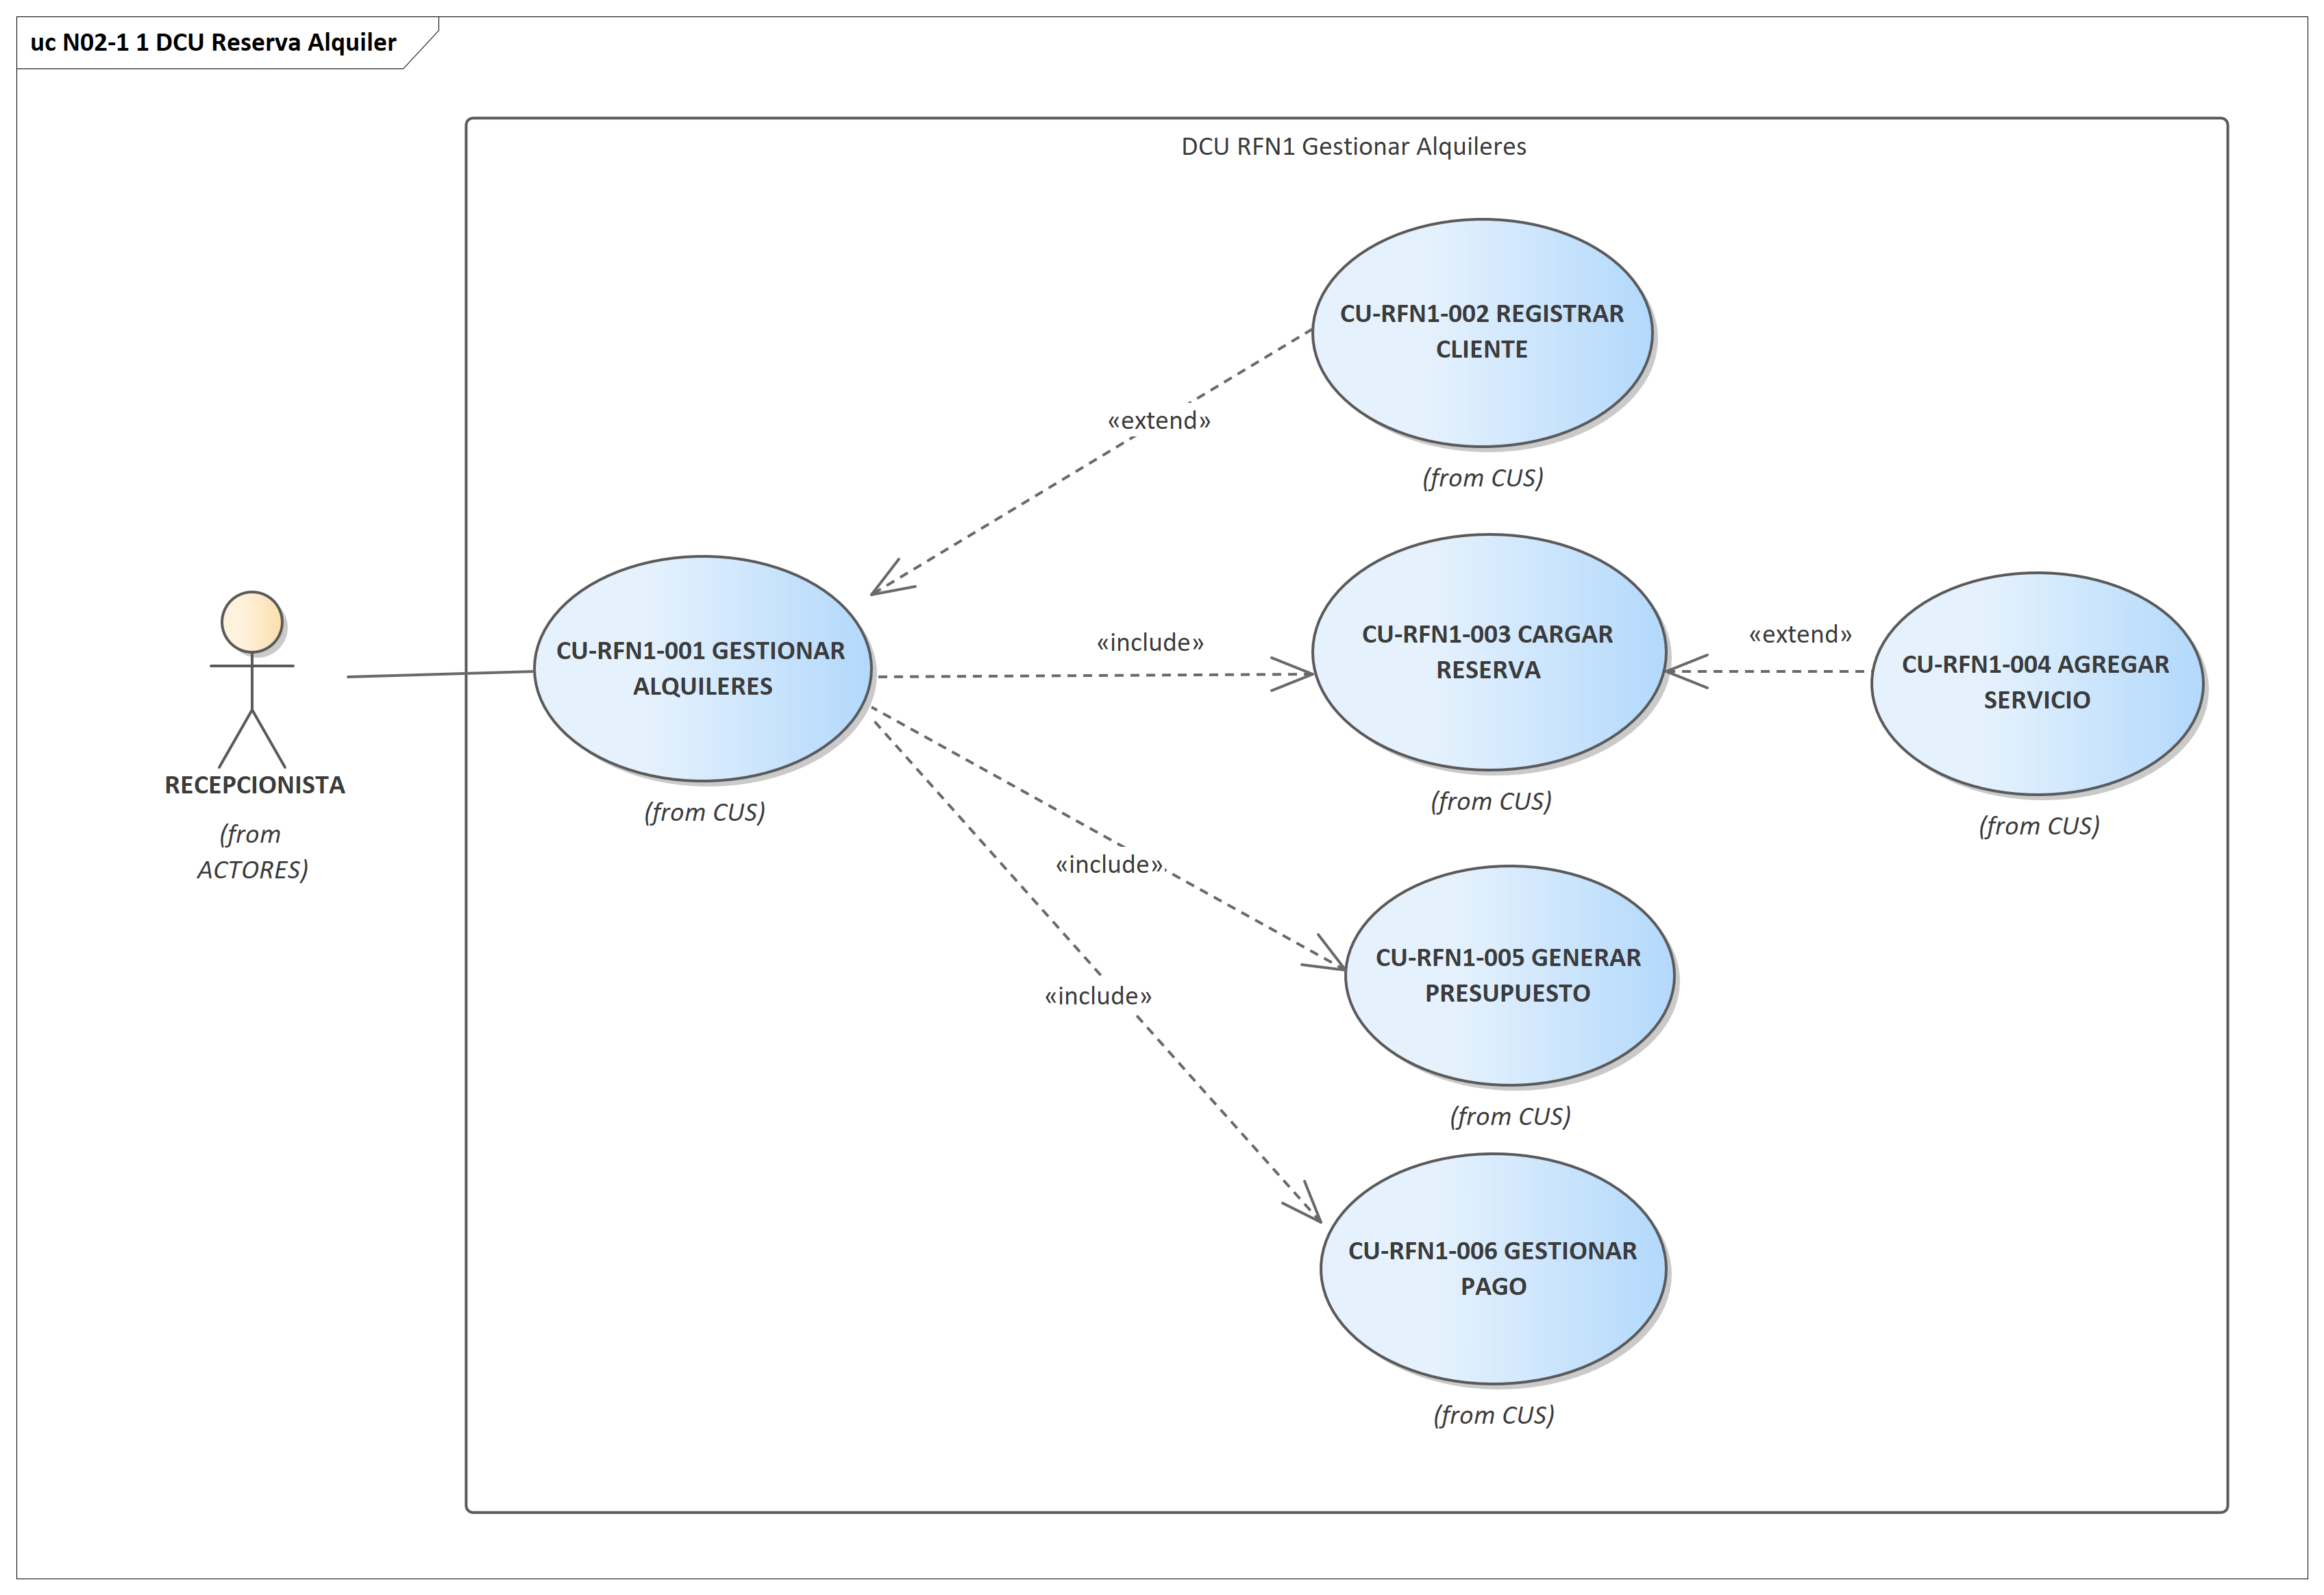 uc N02-1 1 DCU Reserva Alquiler
DCU RFN1 Gestionar Alquileres
CU-RFN1-002 REGISTRAR
CLIENTE
(from CUS)
«extend»
CU-RFN1-001 GESTIONAR
ALQUILERES
(from CUS)
«include»
CU-RFN1-003 CARGAR
RESERVA
(from CUS)
«extend»
CU-RFN1-004 AGREGAR
SERVICIO
(from CUS)
RECEPCIONISTA
(from
ACTORES)
«include»
CU-RFN1-005 GENERAR
PRESUPUESTO
(from CUS)
«include»
CU-RFN1-006 GESTIONAR
PAGO
(from CUS)